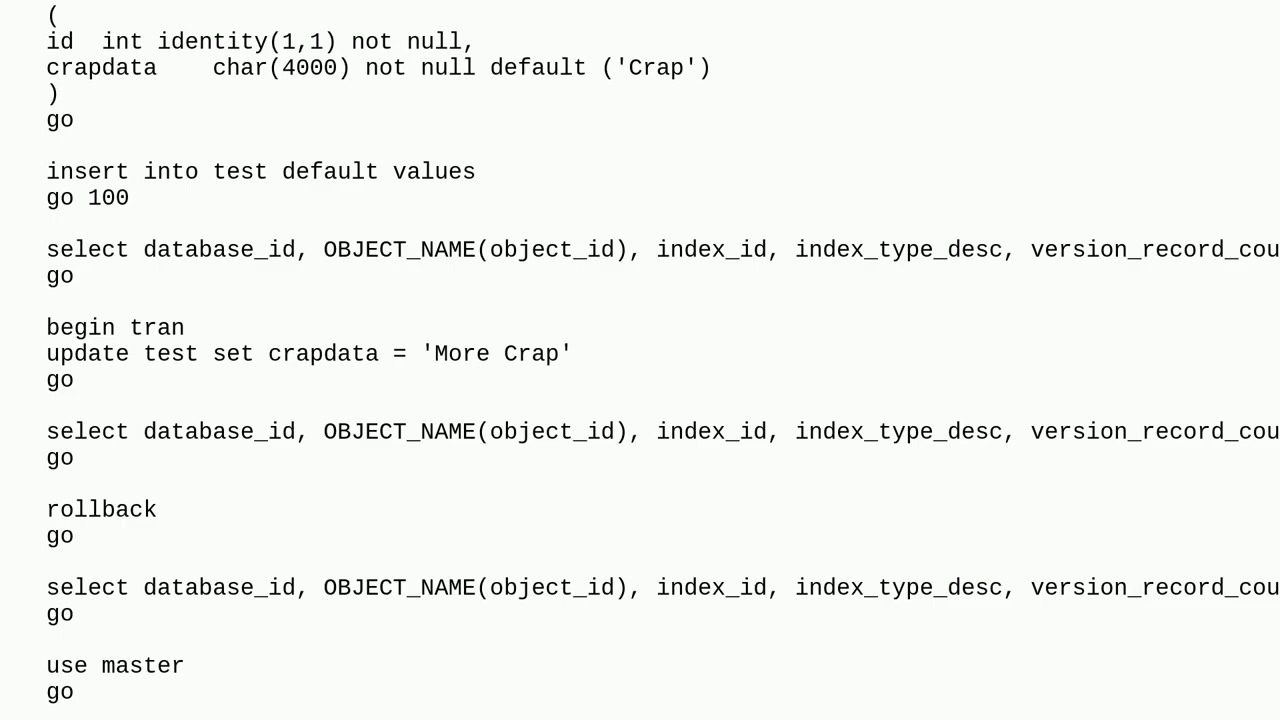 (
id  int identity(1,1) not null,
crapdata    char(4000) not null default ('Crap')
)
go
insert into test default values
go 100
select database_id, OBJECT_NAME(object_id), index_id, index_type_desc, version_record_cou
go
begin tran
update test set crapdata = 'More Crap'
go
select database_id, OBJECT_NAME(object_id), index_id, index_type_desc, version_record_cou
go
rollback
go
select database_id, OBJECT_NAME(object_id), index_id, index_type_desc, version_record_cou
go
use master
go